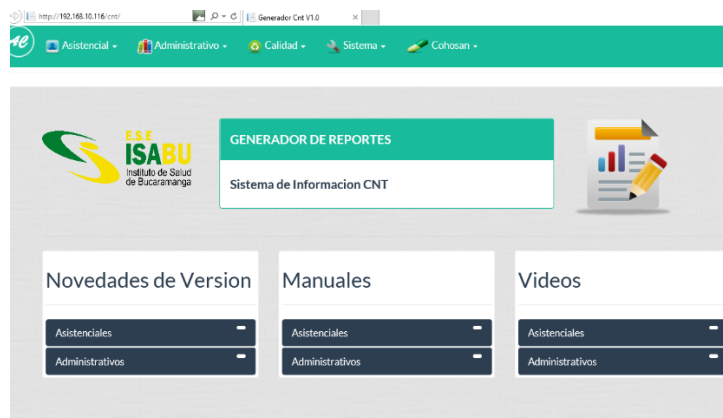 http://192.168.10.116/cnt/
Generador Cnt V1.0
Asistencial
Administrativo
Calidad
Sistema
Cohosan
E.S.E
ISABU
Instituto de Salud
de Bucaramanga
GENERADOR DE REPORTES
Sistema de Informacion CNT
Novedades de Version
Asistenciales
Administrativos
Manuales
Asistenciales
Administrativos
Videos
Asistenciales
Administrativos